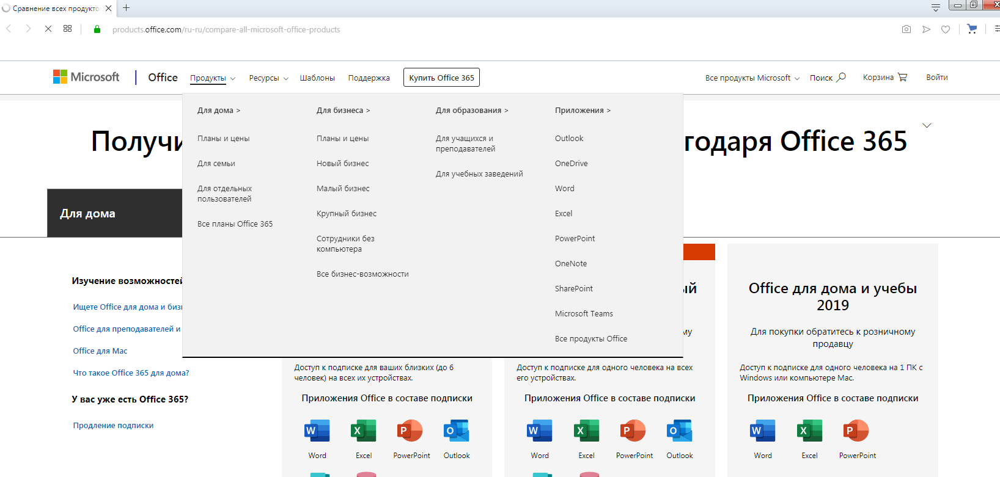 Сравнение всех продукто
products.office.com/ru-ru/compare-all-microsoft-office-products
Microsoft
Office
Продукты
Ресурсы
Шаблоны
Поддержка
Купить Office 365
Все продукты Microsoft
Поиск
Корзина
Войти
Получи
годаря Office 365
Для дома >
Планы и цены
Для семьи
Для отдельных
пользователей
Все планы Office 365
Для бизнеса >
Планы и цены
Новый бизнес
Малый бизнес
Крупный бизнес
Сотрудники без
компьютера
Все бизнес-возможности
Для образования >
Для учащихся и
преподавателей
Для учебных заведений
Приложения >
Outlook
OneDrive
Word
Excel
PowerPoint
OneNote
SharePoint
Microsoft Teams
Все продукты Office
Для дома
Изучение возможностей
Ищете Office для дома и биз
Office для преподавателей и
Office для Mac
Что такое Office 365 для дома?
У вас уже есть Office 365?
Продление подписки
Доступ к подписке для ваших близких (до 6
человек) на всех их устройствах.
Приложения Office в составе подписки
Word
Excel
PowerPoint
Outlook
ый
му
Доступ к подписке для одного человека на всех
его устройствах.
Приложения Office в составе подписки
Word
Excel
PowerPoint
Outlook
Office для дома и учебы
2019
Для покупки обратитесь к розничному
продавцу
Доступ к подписке для одного человека на 1 ПК с
Windows или компьютере Mac.
Приложения Office в составе подписки
Word
Excel
PowerPoint